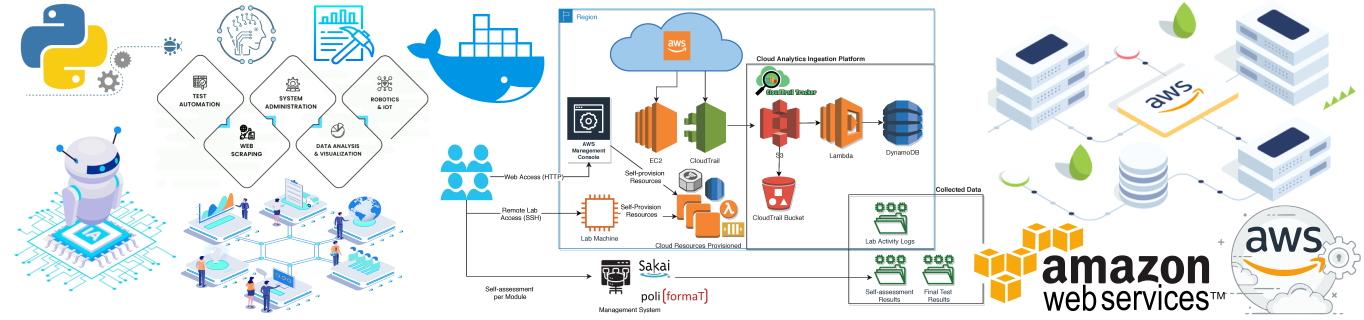 TEST
AUTOMATION
SYSTEM
ADMINISTRATION
ROBOTICS
& IOT
WEB
SCRAPING
DATA ANALYSIS
& VISUALIZATION
IA
Region
aws
AWS
Management
Console
EC2
CloudTrail
Cloud Analytics Ingestion Platform
CloudTrail Tracker
S3
Lambda
DynamoDB
CloudTrail Bucket
Web Access (HTTP)
Self-provision
Resources
Remote Lab
Access (SSH)
Self-Provision
Resources
Lab Machine
Cloud Resources Provisioned
Collected Data
Lab Activity Logs
Self-assessment
Results
Final Test
Results
Self-assessment
per Module
Sakai
poli[formaT]
Management System
aws
amazon
webservices™
aws